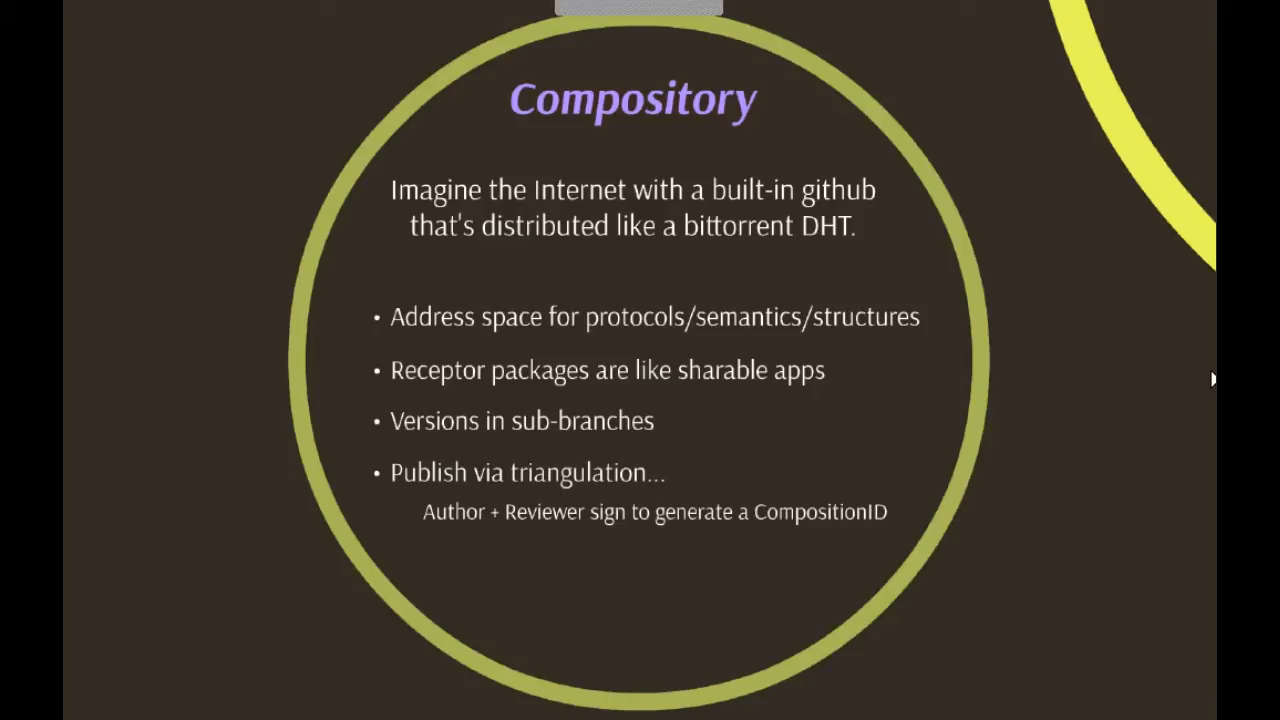 Compository
Imagine the Internet with a built-in github
that's distributed like a bittorrent DHT.
• Address space for protocols/semantics/structures
• Receptor packages are like sharable apps
• Versions in sub-branches
• Publish via triangulation...
Author + Reviewer sign to generate a CompositionID